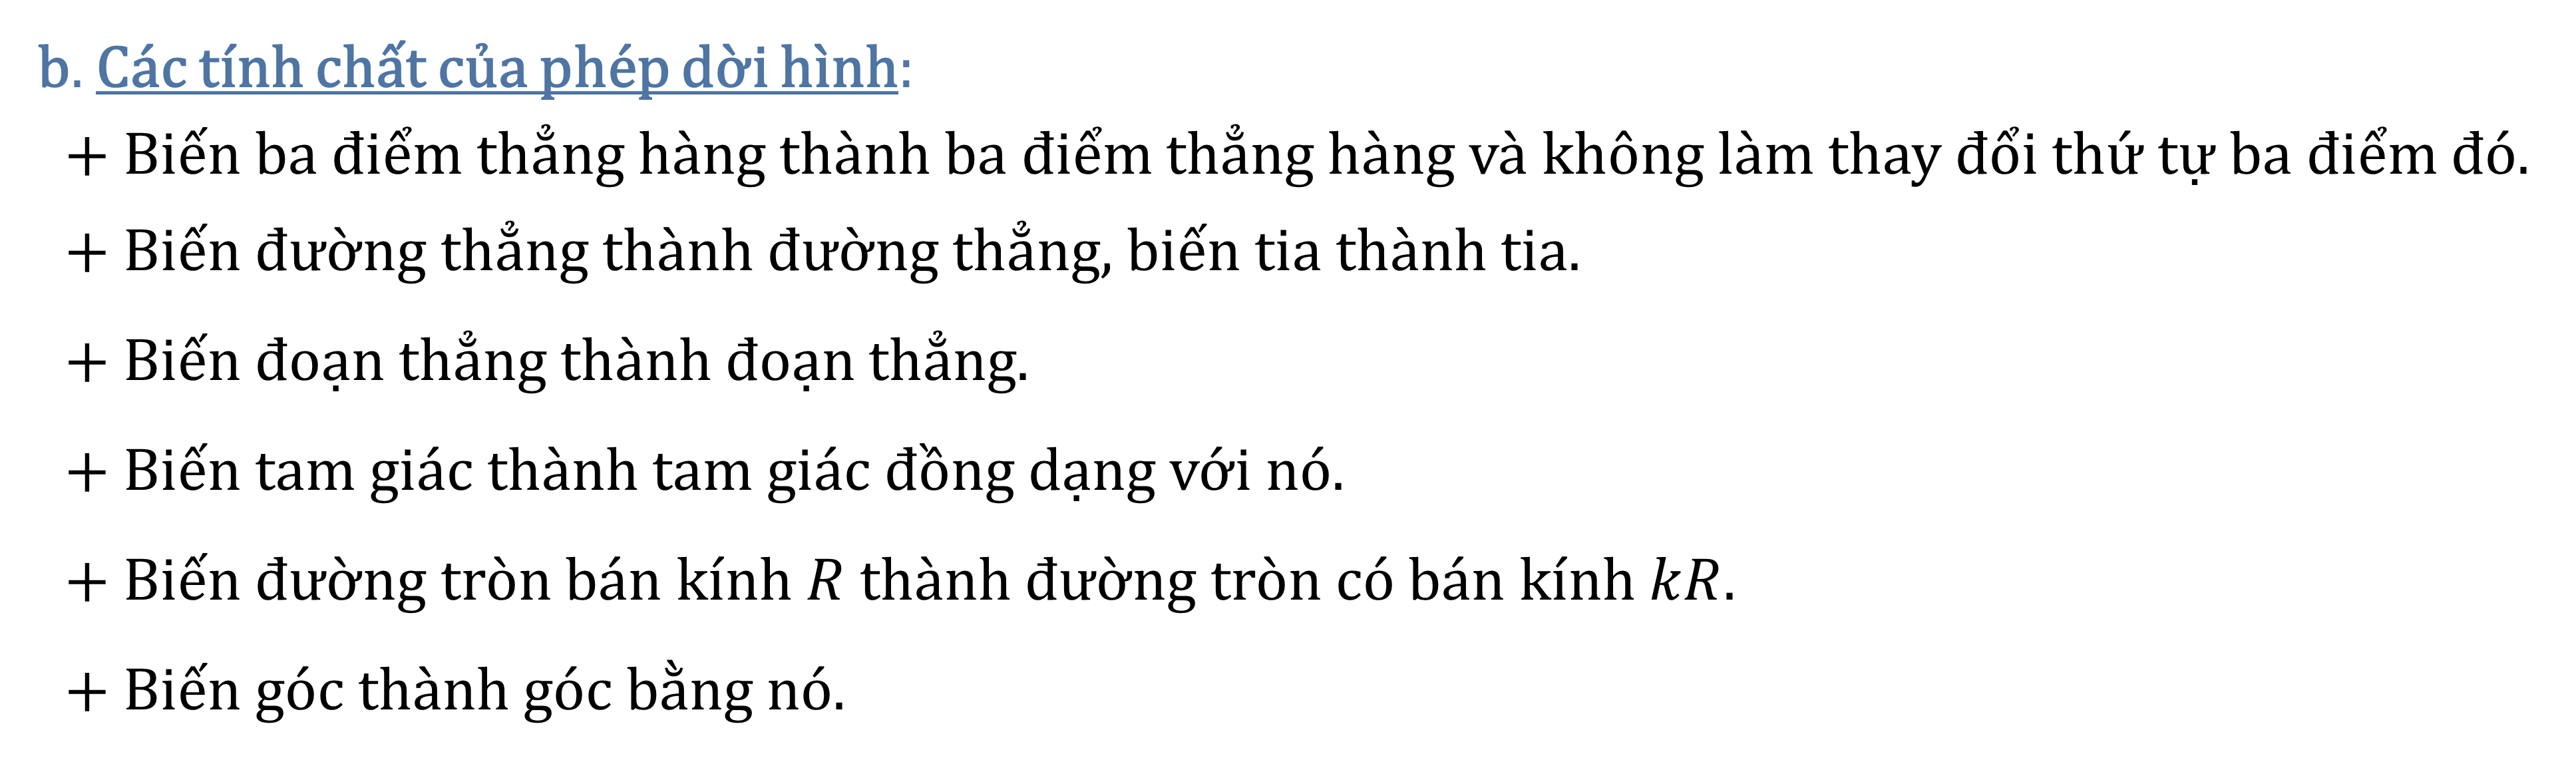 b. Các tính chất của phép dời hình:
+ Biến ba điểm thẳng hàng thành ba điểm thẳng hàng và không làm thay đổi thứ tự ba điểm đó.
+ Biến đường thẳng thành đường thẳng, biến tia thành tia.
+ Biến đoạn thẳng thành đoạn thẳng.
+ Biến tam giác thành tam giác đồng dạng với nó.
+ Biến đường tròn bán kính R thành đường tròn có bán kính kR.
+ Biến góc thành góc bằng nó.